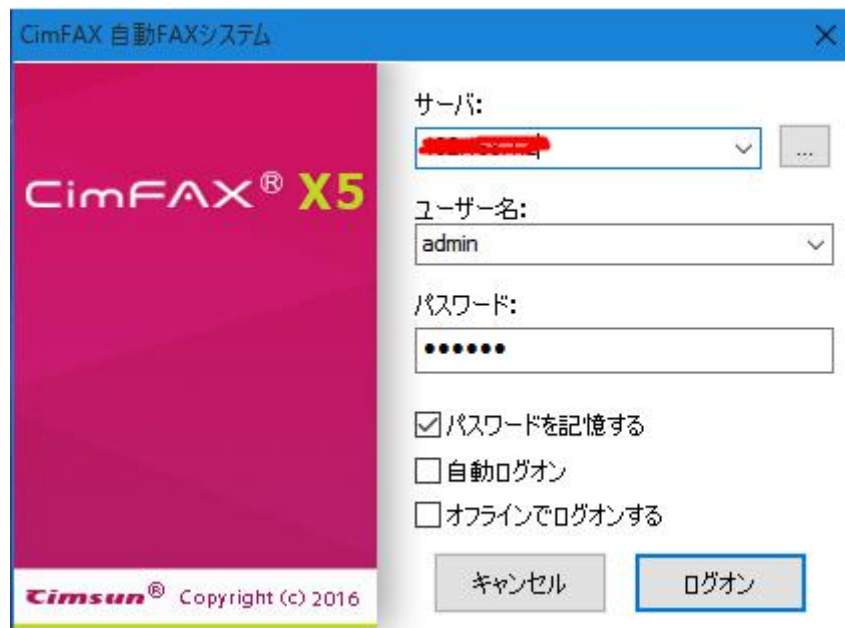 CimFAX 自動FAXシステム
CimFAX® X5
サーバ:
...
ユーザー名:
admin
パスワード:
●●●●●●
パスワードを記憶する
自動ログオン
オフラインでログオンする
キャンセル
ログオン
Cimsun® Copyright (c) 2016